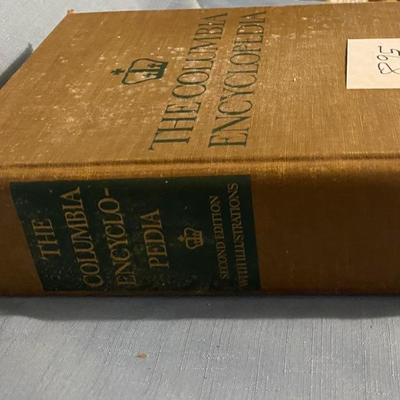 THE COLUMBIA
ENCYCLOPEDIA
THE
COLUMBIA
ENCYCLO-
PEDIA
SECOND EDITION
WITH ILLUSTRATIONS